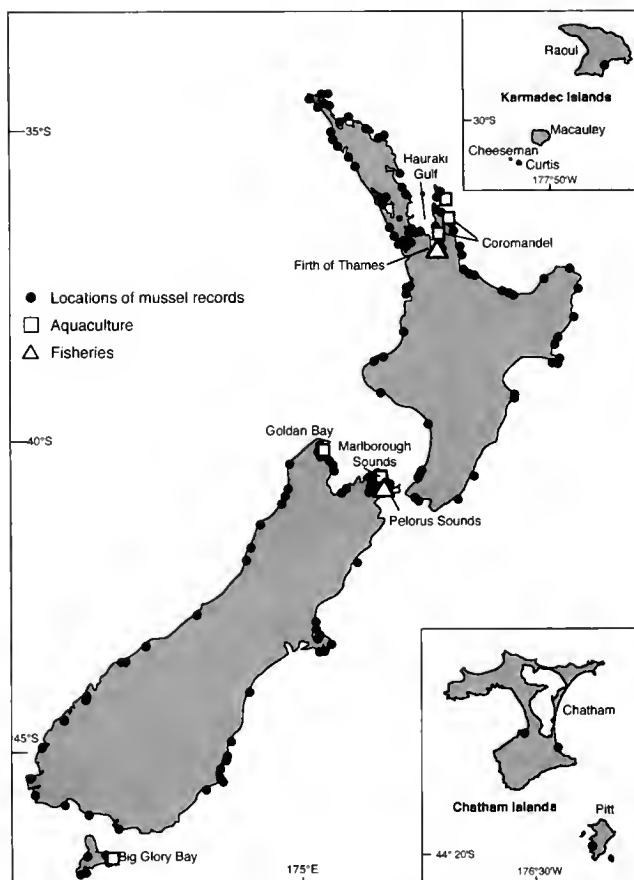 Raoul
Karmadec Islands
30°S
Macauley
Cheeseman
Curtis
177°50'W
35°S
Hauraki
Gulf
Coromandel
Firth of Thames
Locations of mussel records
Aquaculture
Fisheries
40°S
Goldan Bay
Marlborough
Sounds
Pelorus Sounds
Chatham
45°S
Chatham Islands
Pitt
Big Glory Bay
44° 20'S
175°E
176°30'W